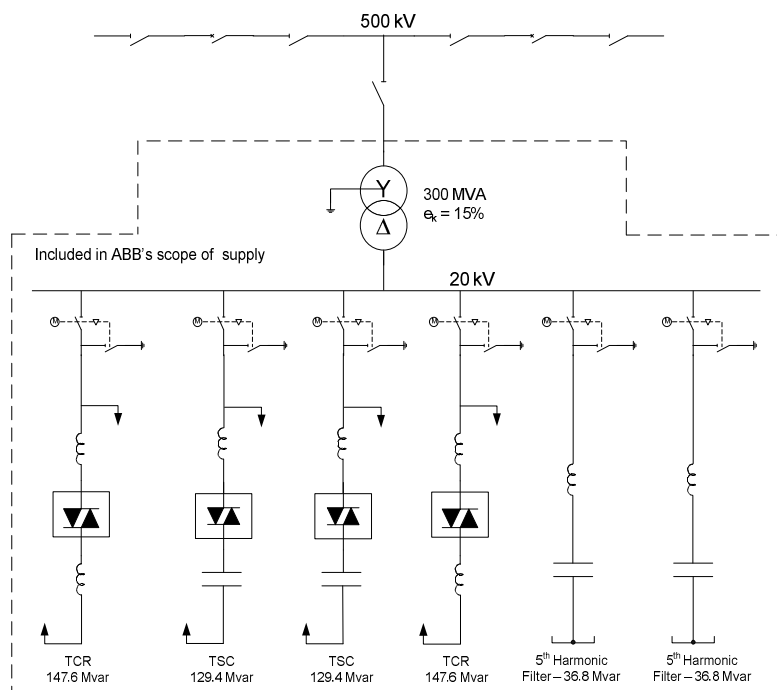 500 kV
Y
Δ
300 MVA
eₖ = 15%
Included in ABB's scope of supply
20 kV
M
M
M
M
M
M
TCR
147.6 Mvar
TSC
129.4 Mvar
TSC
129.4 Mvar
TCR
147.6 Mvar
5th Harmonic
Filter – 36.8 Mvar
5th Harmonic
Filter – 36.8 Mvar